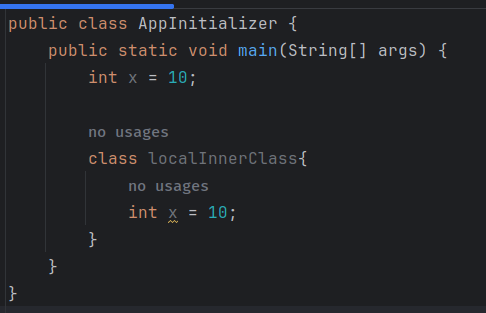 public class AppInitializer {
    public static void main(String[] args) {
        int x = 10;

        no usages
        class localInnerClass{
            no usages
            int x = 10;
        }
    }
}